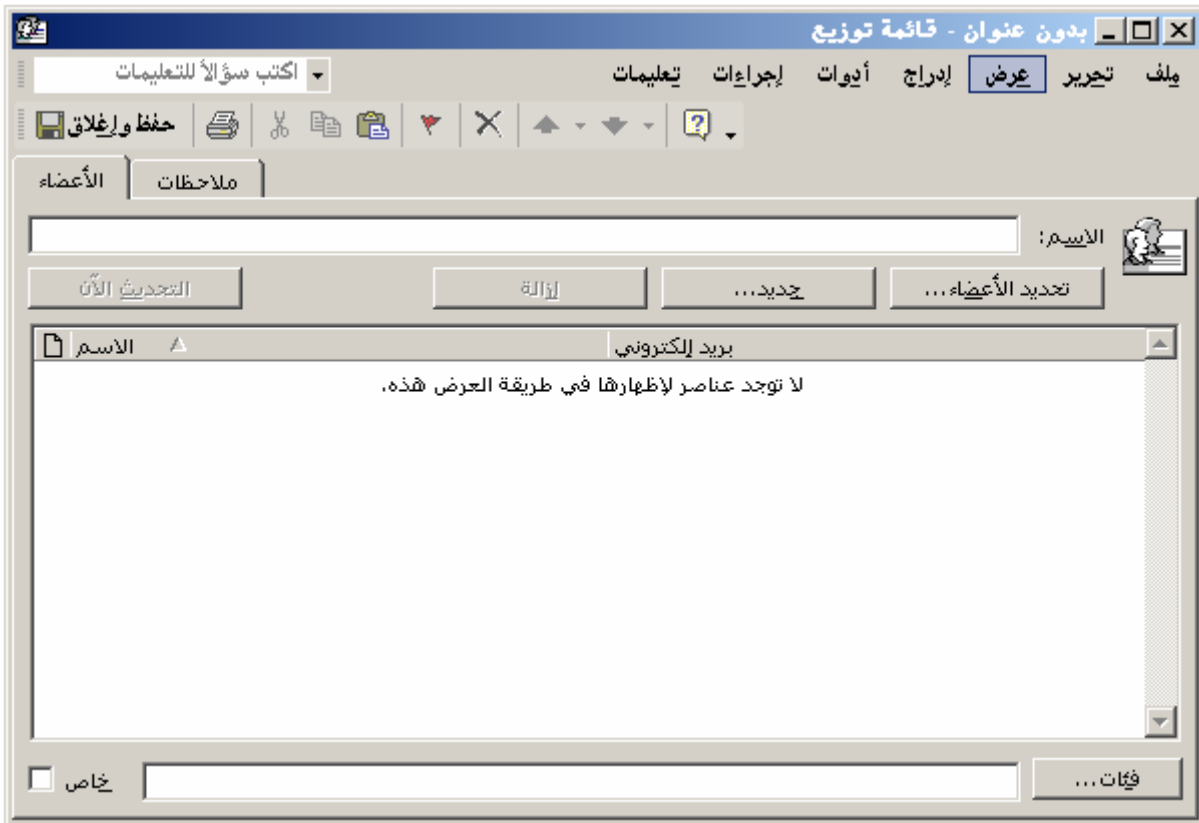 بدون عنوان - قائمة توزيع
ملف تحرير عرض إدراج أدوات إجراءات تعليمات اكتب سؤالاً للتعليمات
حفظ وإغلاق
الأعضاء ملاحظات
الاسم:
تحديد الأعضاء... جديد... إزالة التحديث الآن
الاسم بريد إلكتروني
لا توجد عناصر لإظهارها في طريقة العرض هذه.
فئات... خاص